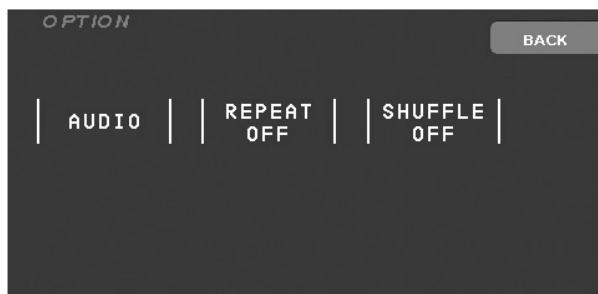 OPTION
BACK
AUDIO
REPEAT
OFF
SHUFFLE
OFF